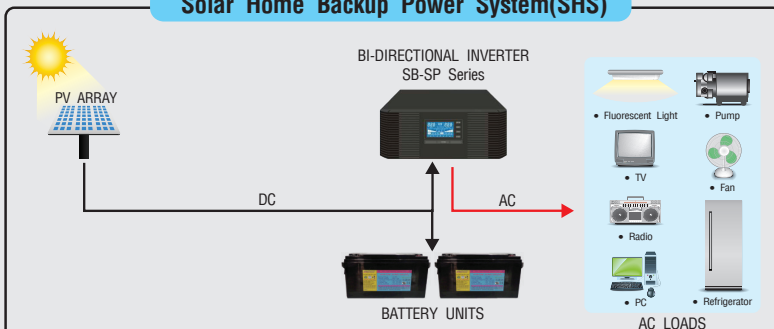 Solar Home Backup Power System(SHS)
BI-DIRECTIONAL INVERTER
SB-SP Series
PV ARRAY
• Fluorescent Light
• Pump
• TV
• Fan
DC
AC
• Radio
• PC
• Refrigerator
BATTERY UNITS
AC LOADS